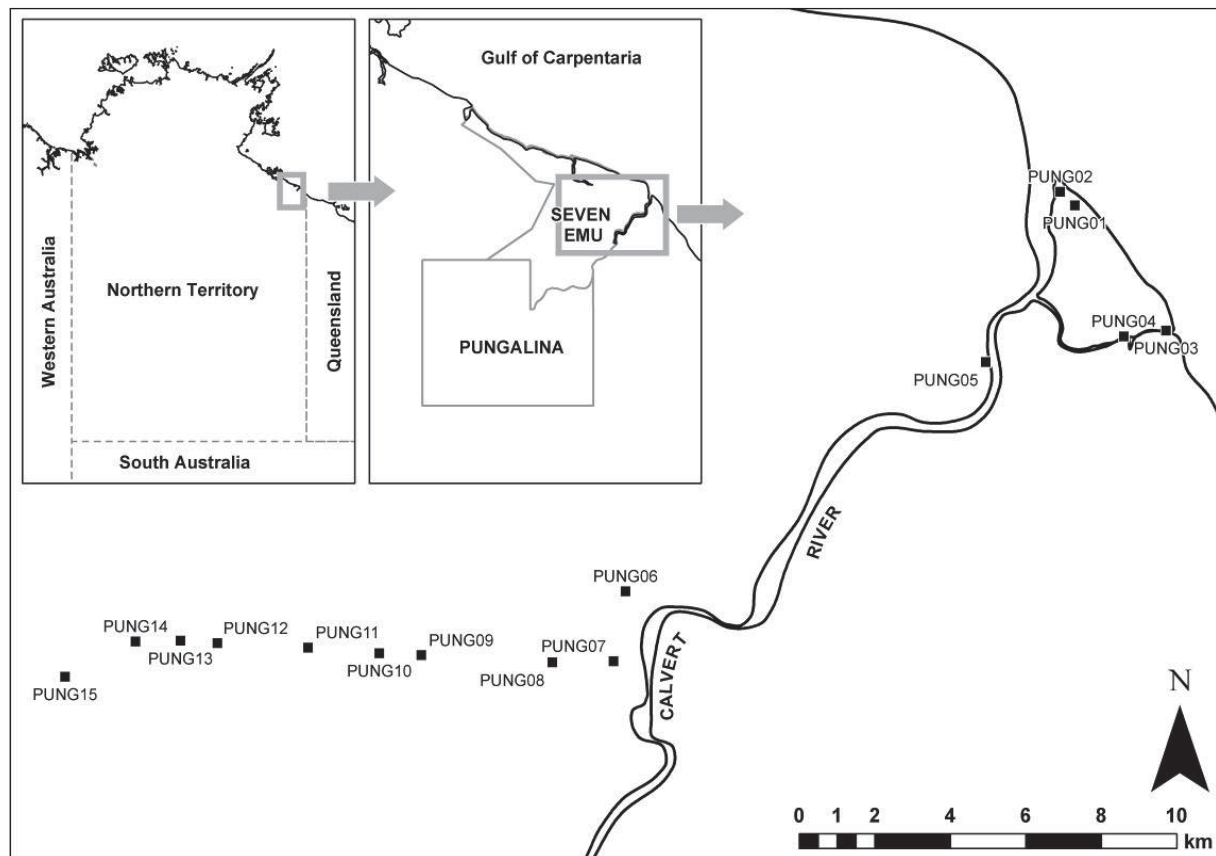 Gulf of Carpentaria
Western Australia
Northern Territory
Queensland
South Australia
SEVEN
EMU
PUNGALINA
PUNG02
PUNG01
PUNG04
PUNG03
PUNG05
PUNG06
PUNG14
PUNG12
PUNG11
PUNG09
PUNG07
PUNG13
PUNG10
PUNG08
PUNG15
CALVERT
RIVER
N
0 1 2 4 6 8 10
km